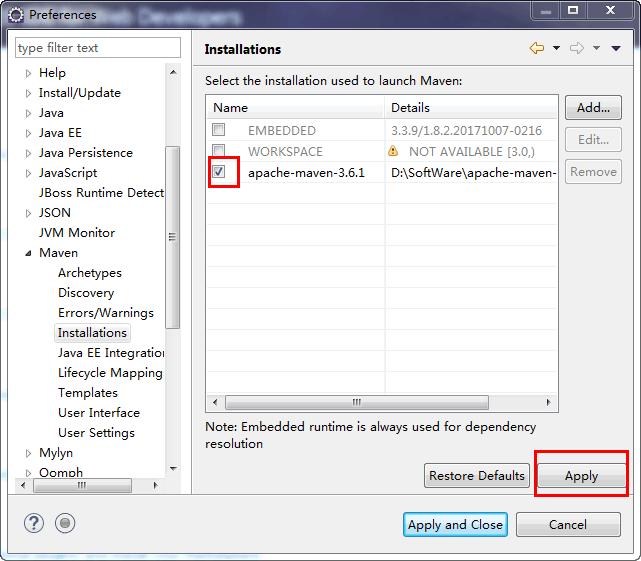 Preferences
type filter text
Help
Install/Update
Java
Java EE
Java Persistence
JavaScript
JBoss Runtime Detect
JSON
JVM Monitor
Maven
Archetypes
Discovery
Errors/Warnings
Installations
Java EE Integration
Lifecycle Mapping
Templates
User Interface
User Settings
Mylyn
Oomph
Installations
Select the installation used to launch Maven:
Name Details
EMBEDDED 3.3.9/1.8.2.20171007-0216
WORKSPACE NOT AVAILABLE [3.0,)
apache-maven-3.6.1 D:\SoftWare\apache-maven-
Add...
Edit...
Remove
Note: Embedded runtime is always used for dependency
resolution
Restore Defaults Apply
Apply and Close Cancel